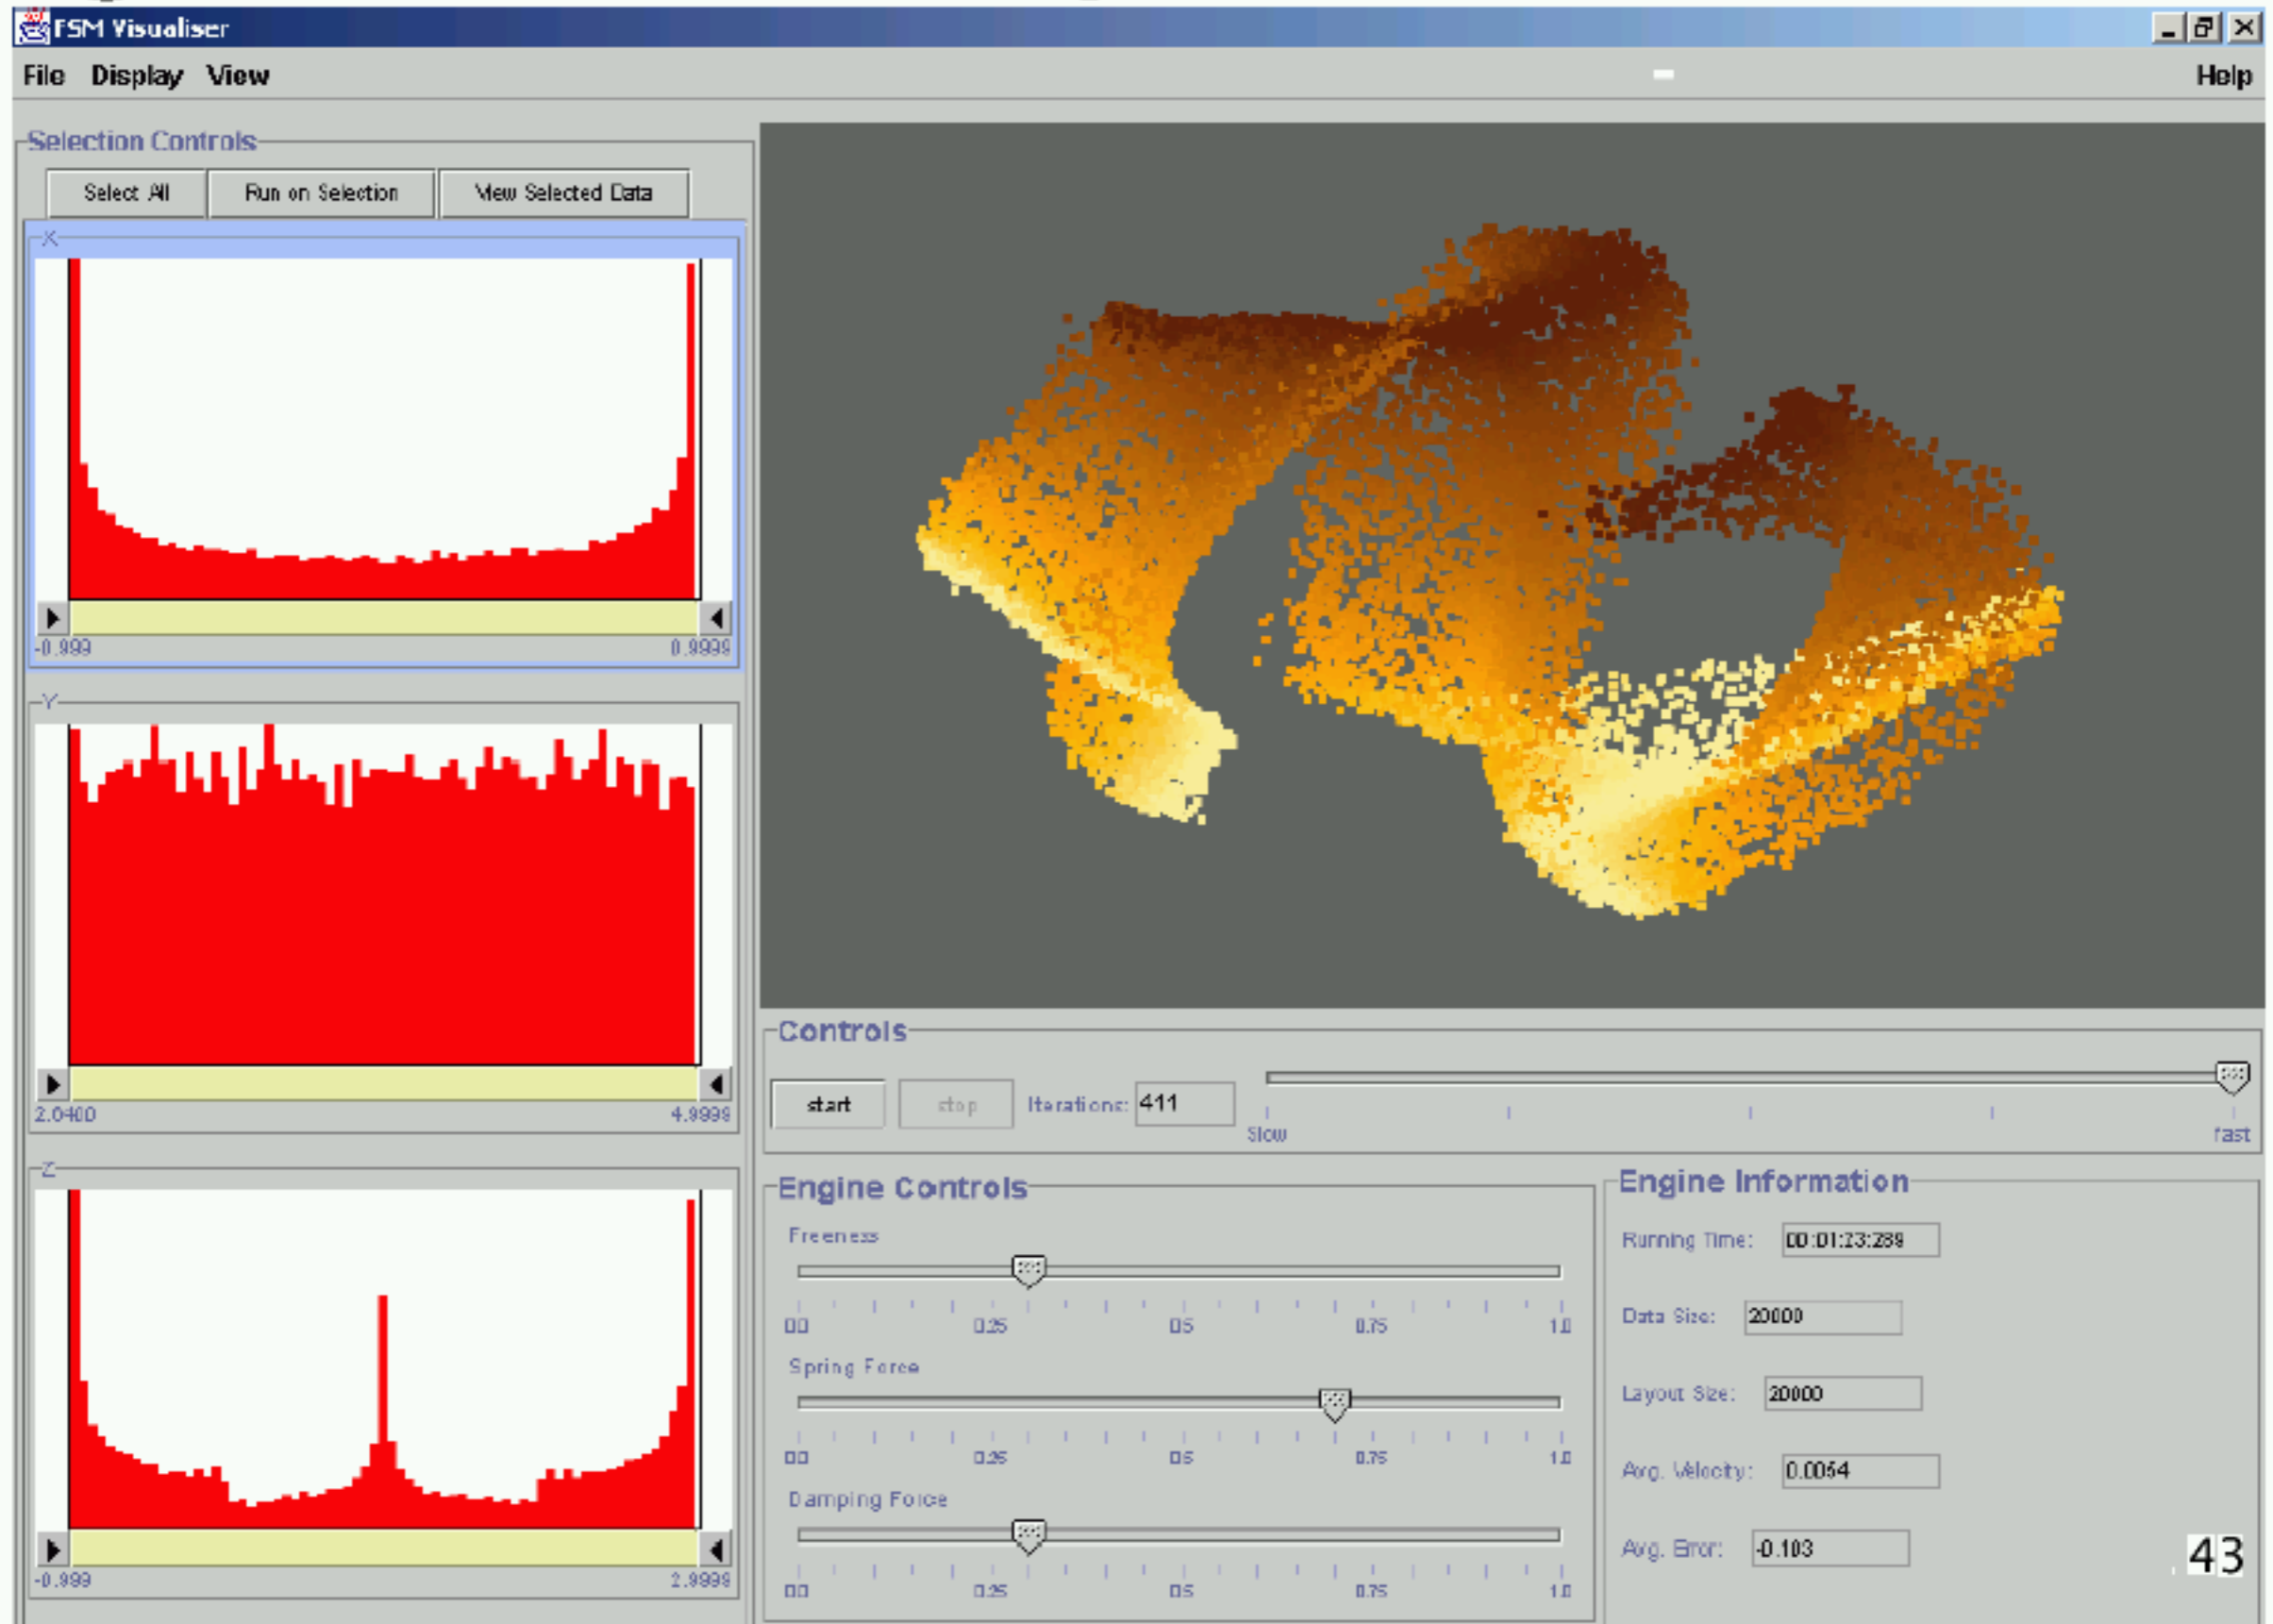 FSM Visualiser
File Display View Help
Selection Controls
Select All Run on Selection View Selected Data
X
-0.999 0.9999
Y
2.0400 4.9999
Z
-0.999 2.9999
Controls
start stop Iterations: 411
Slow fast
Engine Controls
Freeness
0.0 0.25 0.5 0.75 1.0
Spring Force
0.0 0.25 0.5 0.75 1.0
Damping Force
0.0 0.25 0.5 0.75 1.0
Engine Information
Running Time: 00:01:23:289
Data Size: 20000
Layout Size: 20000
Avg. Velocity: 0.0064
Avg. Error: -0.103
43